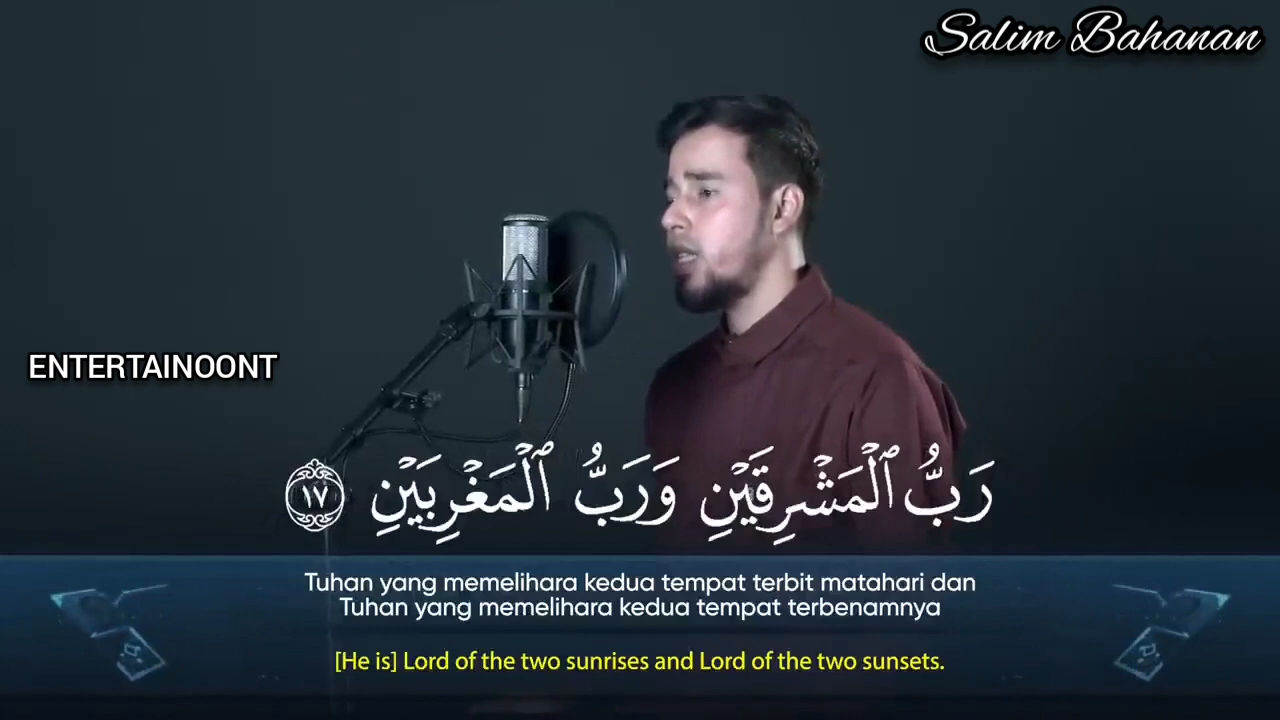 Salim Bahanan
ENTERTAINOONT
رَبُّ ٱلْمَشْرِقَيْنِ وَرَبُّ ٱلْمَغْرِبَيْنِ ١٧
Tuhan yang memelihara kedua tempat terbit matahari dan
Tuhan yang memelihara kedua tempat terbenamnya
[He is] Lord of the two sunrises and Lord of the two sunsets.